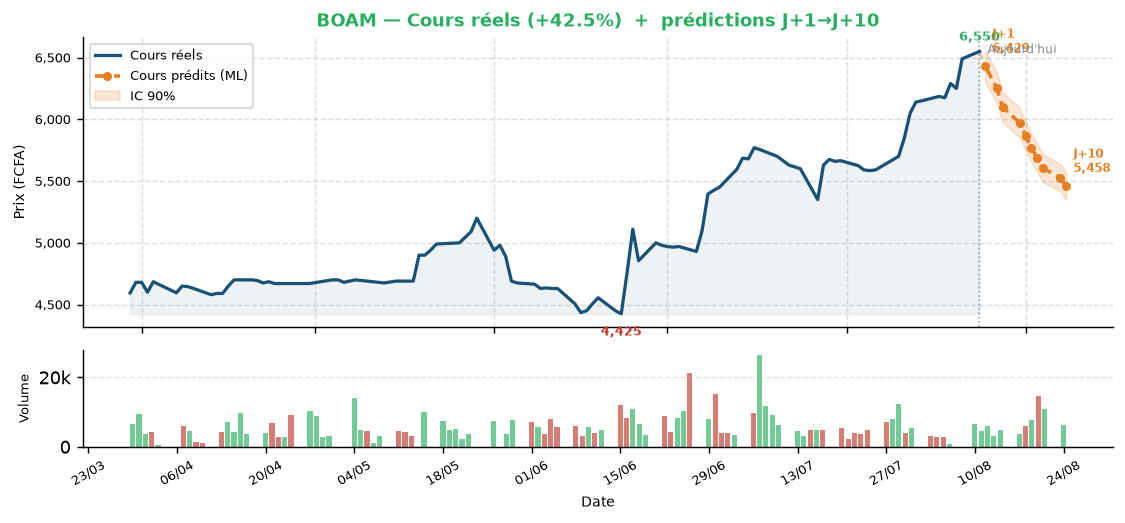 BOAM — Cours réels (+42.5%)  +  prédictions J+1→J+10
Cours réels
Cours prédits (ML)
IC 90%
6,550
J+1
6,429
Aujourd'hui
J+10
5,458
4,425
Prix (FCFA)
6,500
6,000
5,500
5,000
4,500
Volume
20k
0
23/03
06/04
20/04
04/05
18/05
01/06
15/06
29/06
13/07
27/07
10/08
24/08
Date